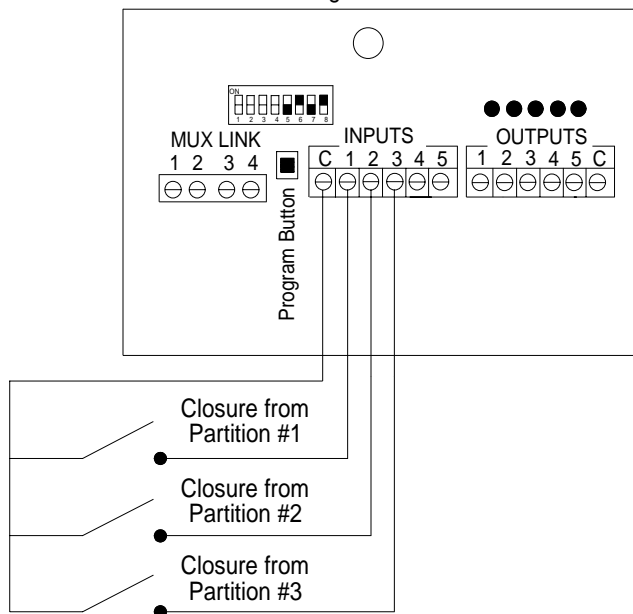 ON
1 2 3 4 5 6 7 8
MUX LINK
1 2 3 4
Program Button
INPUTS
C 1 2 3 4 5
OUTPUTS
1 2 3 4 5 C
Closure from
Partition #1
Closure from
Partition #2
Closure from
Partition #3